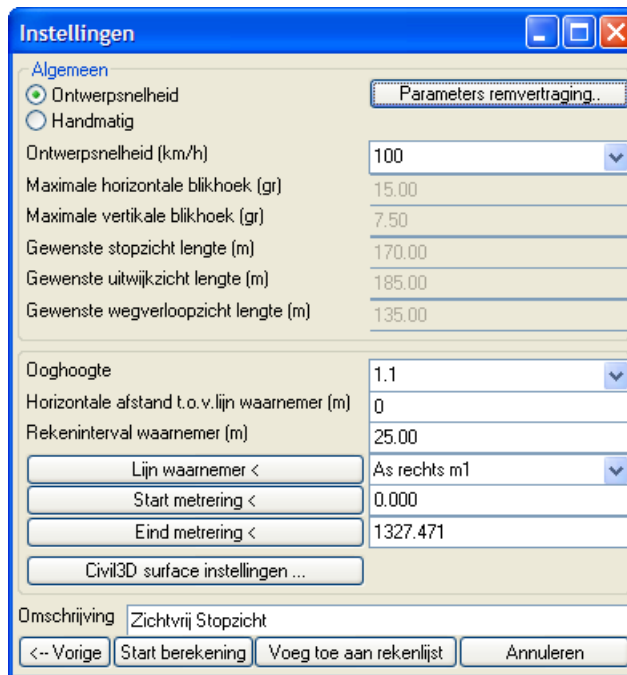 Instellingen
Algemeen
Ontwerpsnelheid
Parameters remvertraging..
Handmatig
Ontwerpsnelheid (km/h) 100
Maximale horizontale blikhoek (gr) 15.00
Maximale vertikale blikhoek (gr) 7.50
Gewenste stopzicht lengte (m) 170.00
Gewenste uitwijkzicht lengte (m) 185.00
Gewenste wegverloopzicht lengte (m) 135.00
Ooghoogte 1.1
Horizontale afstand t.o.v.lijn waarnemer (m) 0
Rekeninterval waarnemer (m) 25.00
Lijn waarnemer < As rechts m1
Start metrering < 0.000
Eind metrering < 1327.471
Civil3D surface instellingen ...
Omschrijving Zichtvrij Stopzicht
<-- Vorige Start berekening Voeg toe aan rekenlijst Annuleren